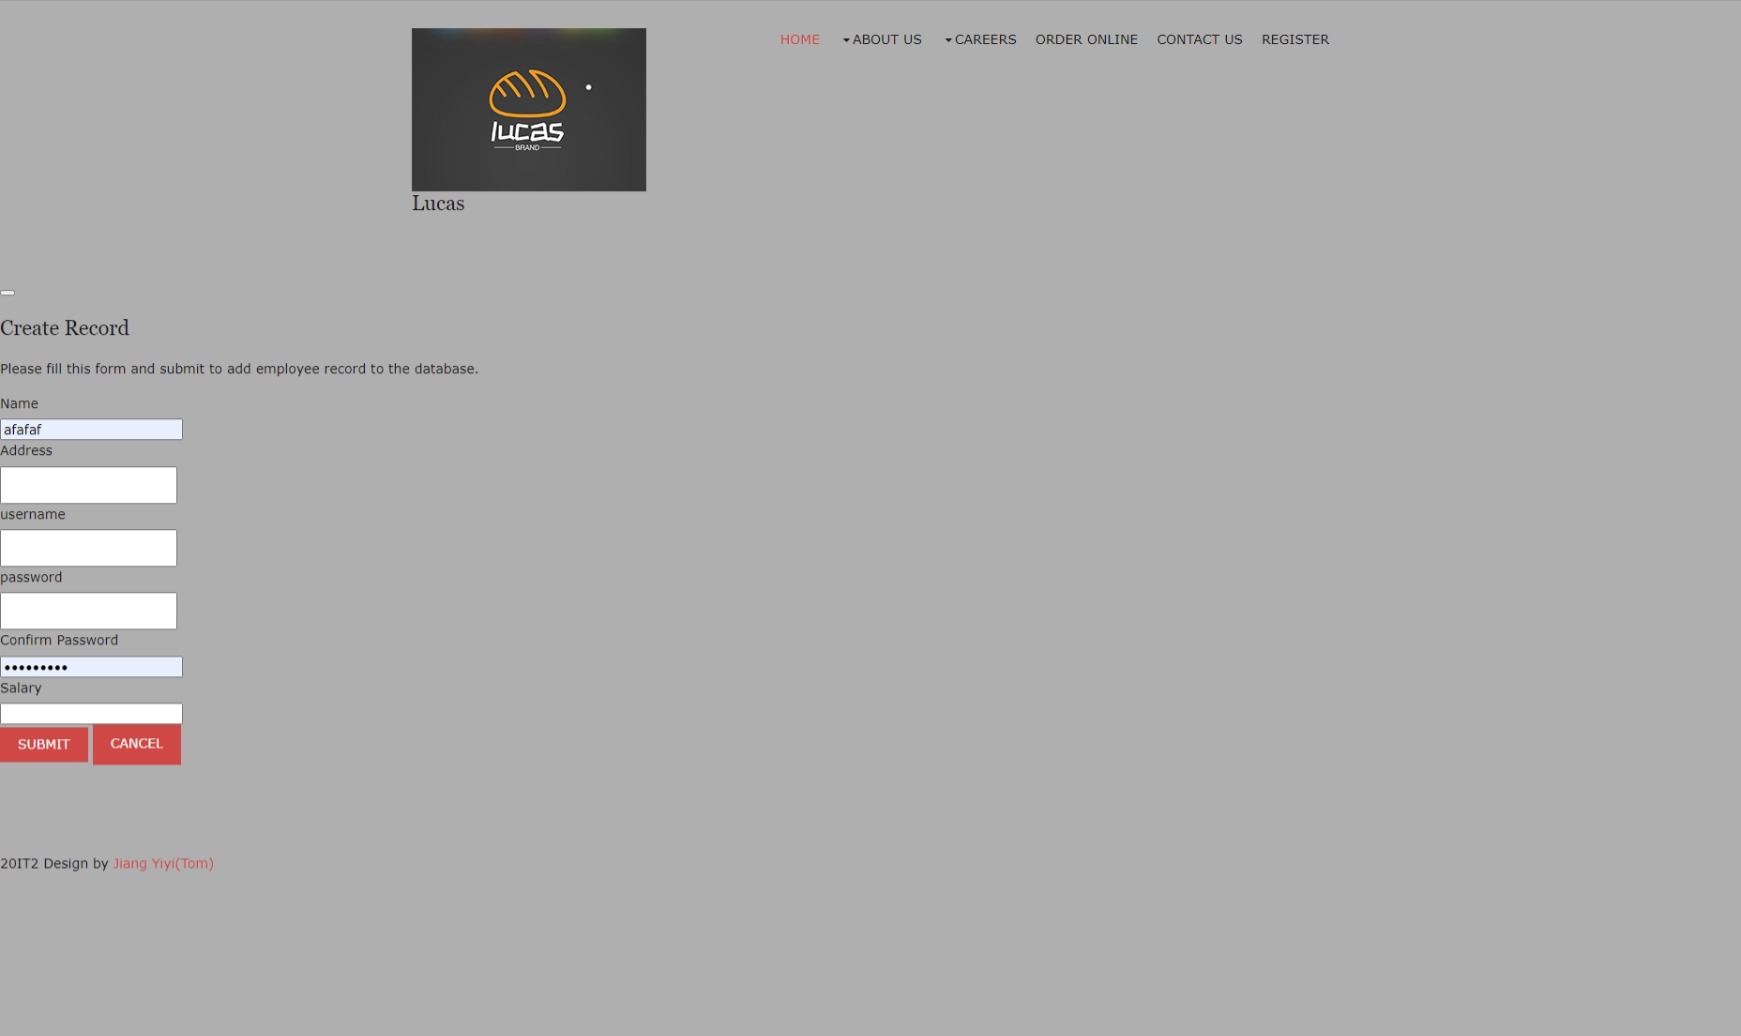 lucas
BRAND
HOME ABOUT US CAREERS ORDER ONLINE CONTACT US REGISTER
Lucas
Create Record
Please fill this form and submit to add employee record to the database.
Name
afafaf
Address
username
password
Confirm Password
•••••••••
Salary
SUBMIT CANCEL
20IT2 Design by Jiang Yiyi(Tom)